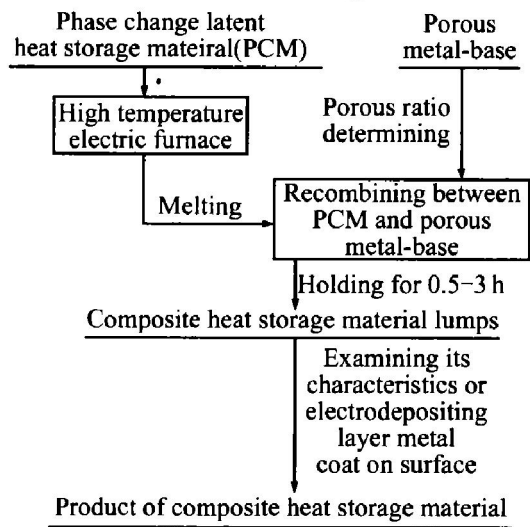 Phase change latent
heat storage mateiral(PCM)
Porous
metal-base
High temperature
electric furnace
Porous ratio
determining
Melting
Recombining between
PCM and porous
metal-base
Holding for 0.5−3 h
Composite heat storage material lumps
Examining its
characteristics or
electrodepositing
layer metal
coat on surface
Product of composite heat storage material